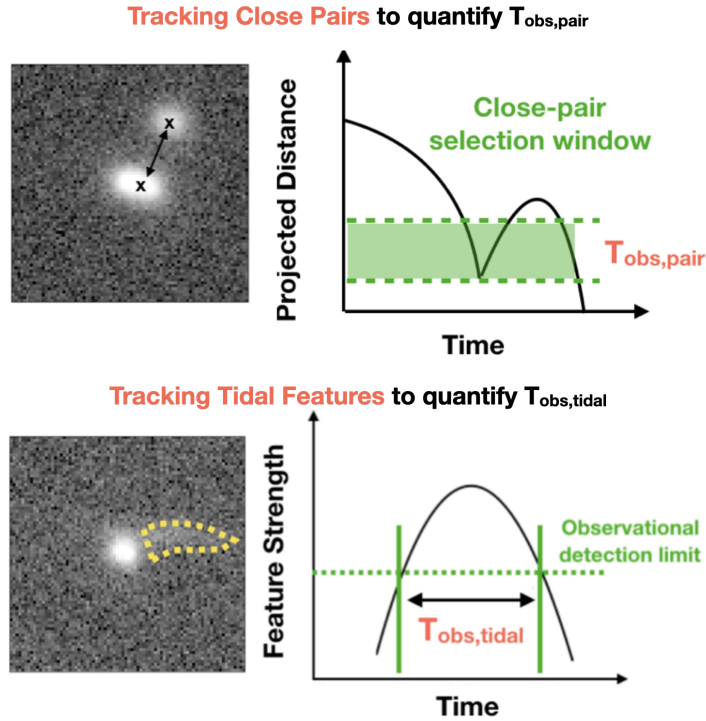 Tracking Close Pairs to quantify Tobs,pair
x
x
Projected Distance
Close-pair
selection window
Tobs,pair
Time
Tracking Tidal Features to quantify Tobs,tidal
Feature Strength
Observational
detection limit
Tobs,tidal
Time